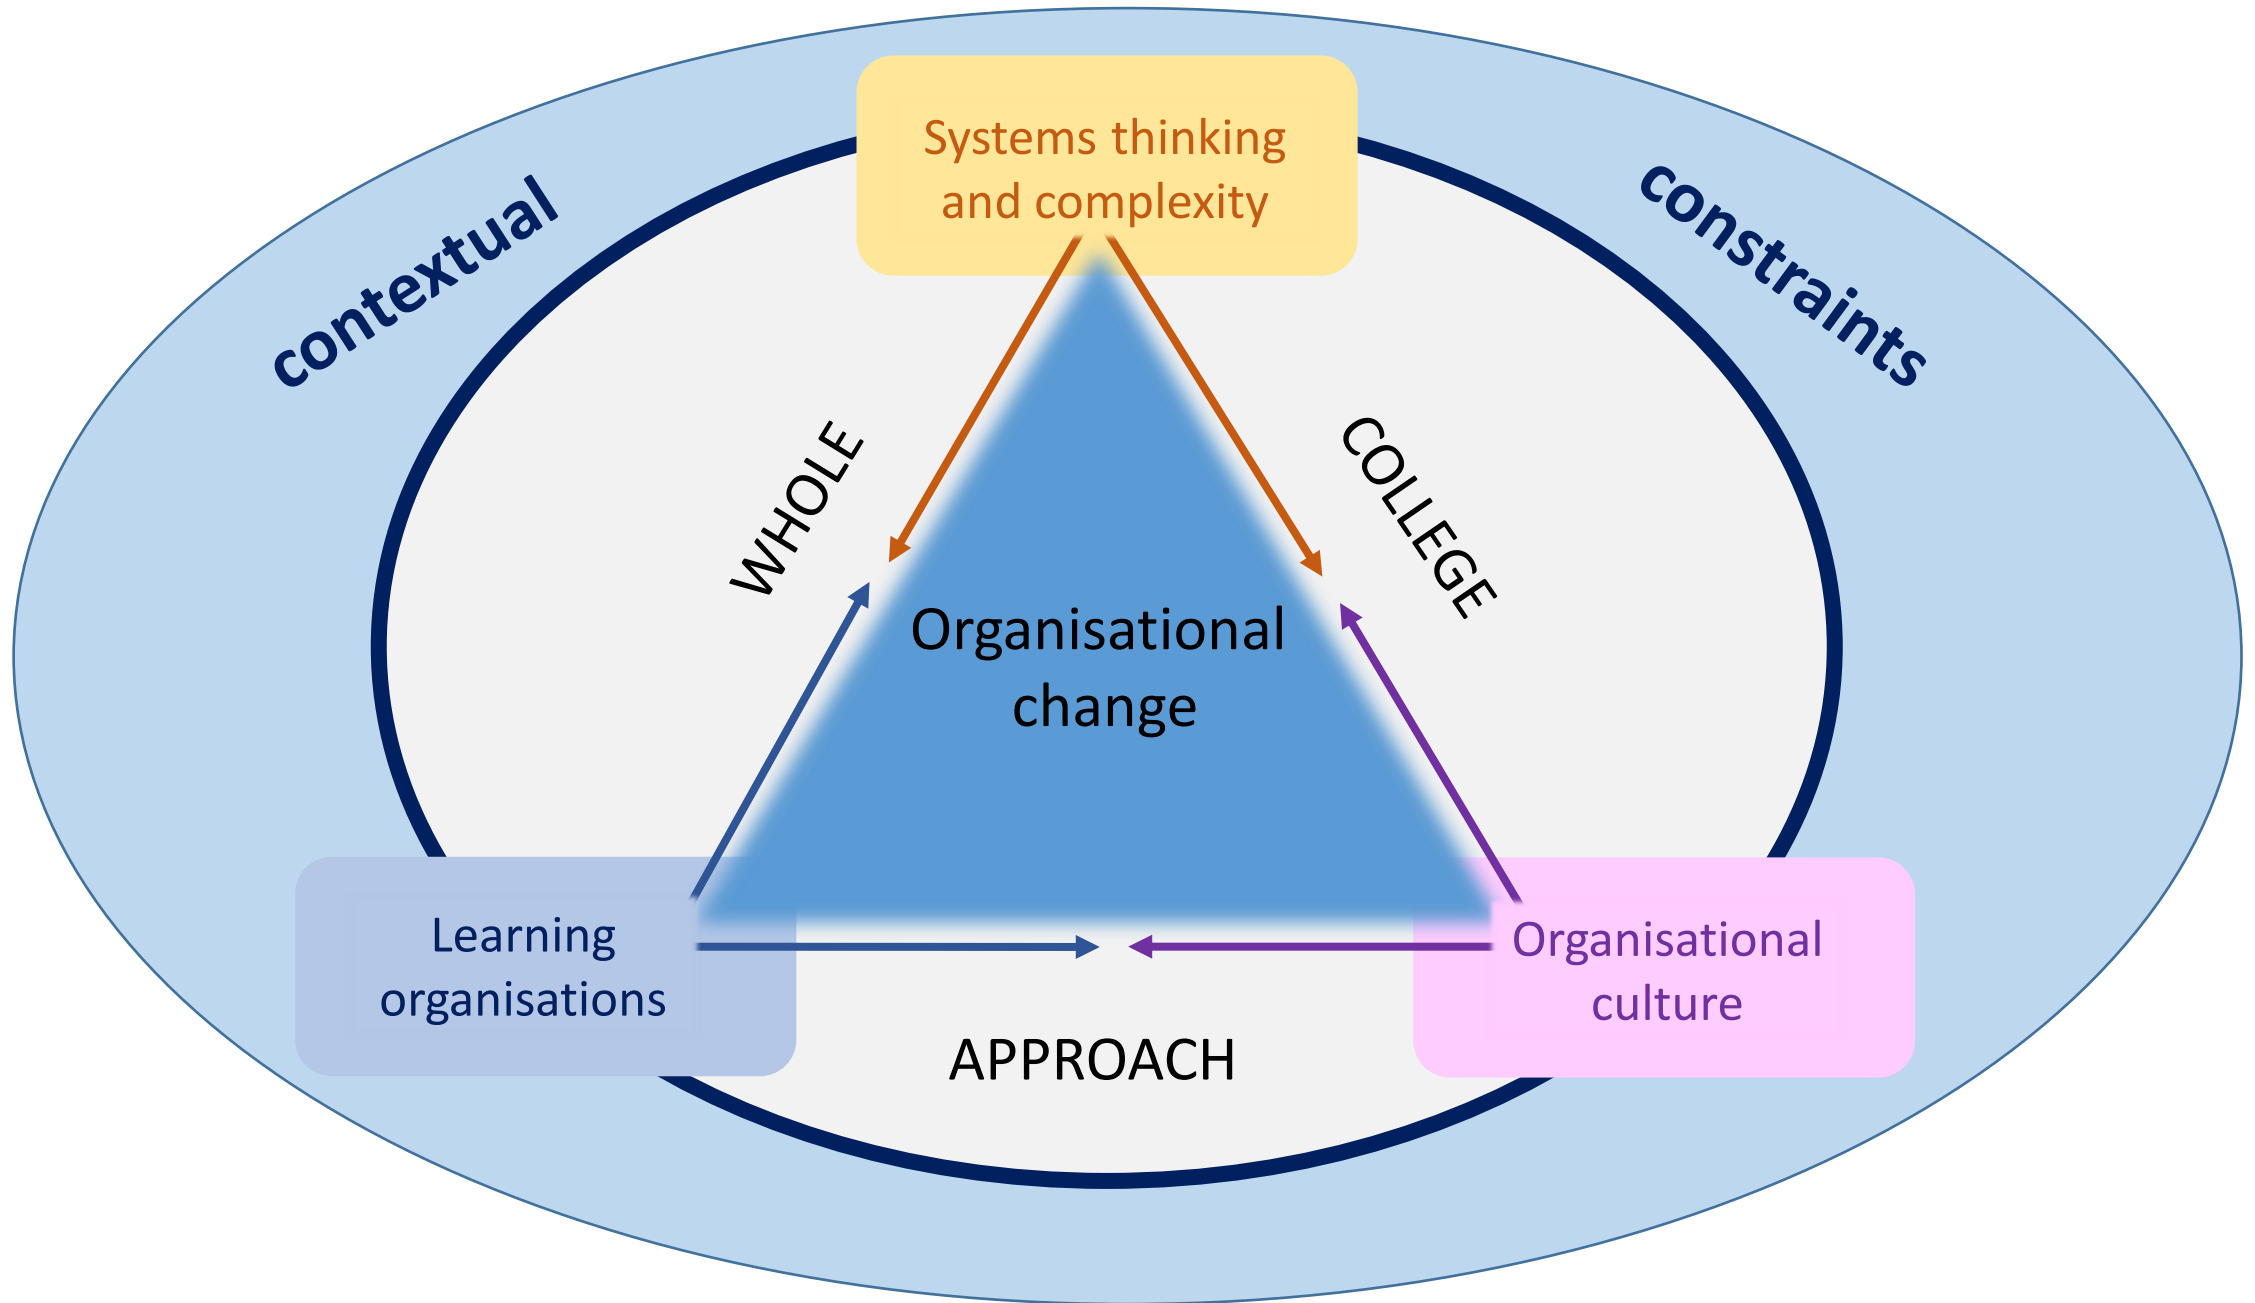 Systems thinking
and complexity
contextual
constraints
WHOLE
COLLEGE
Organisational
change
Learning
organisations
Organisational
culture
APPROACH